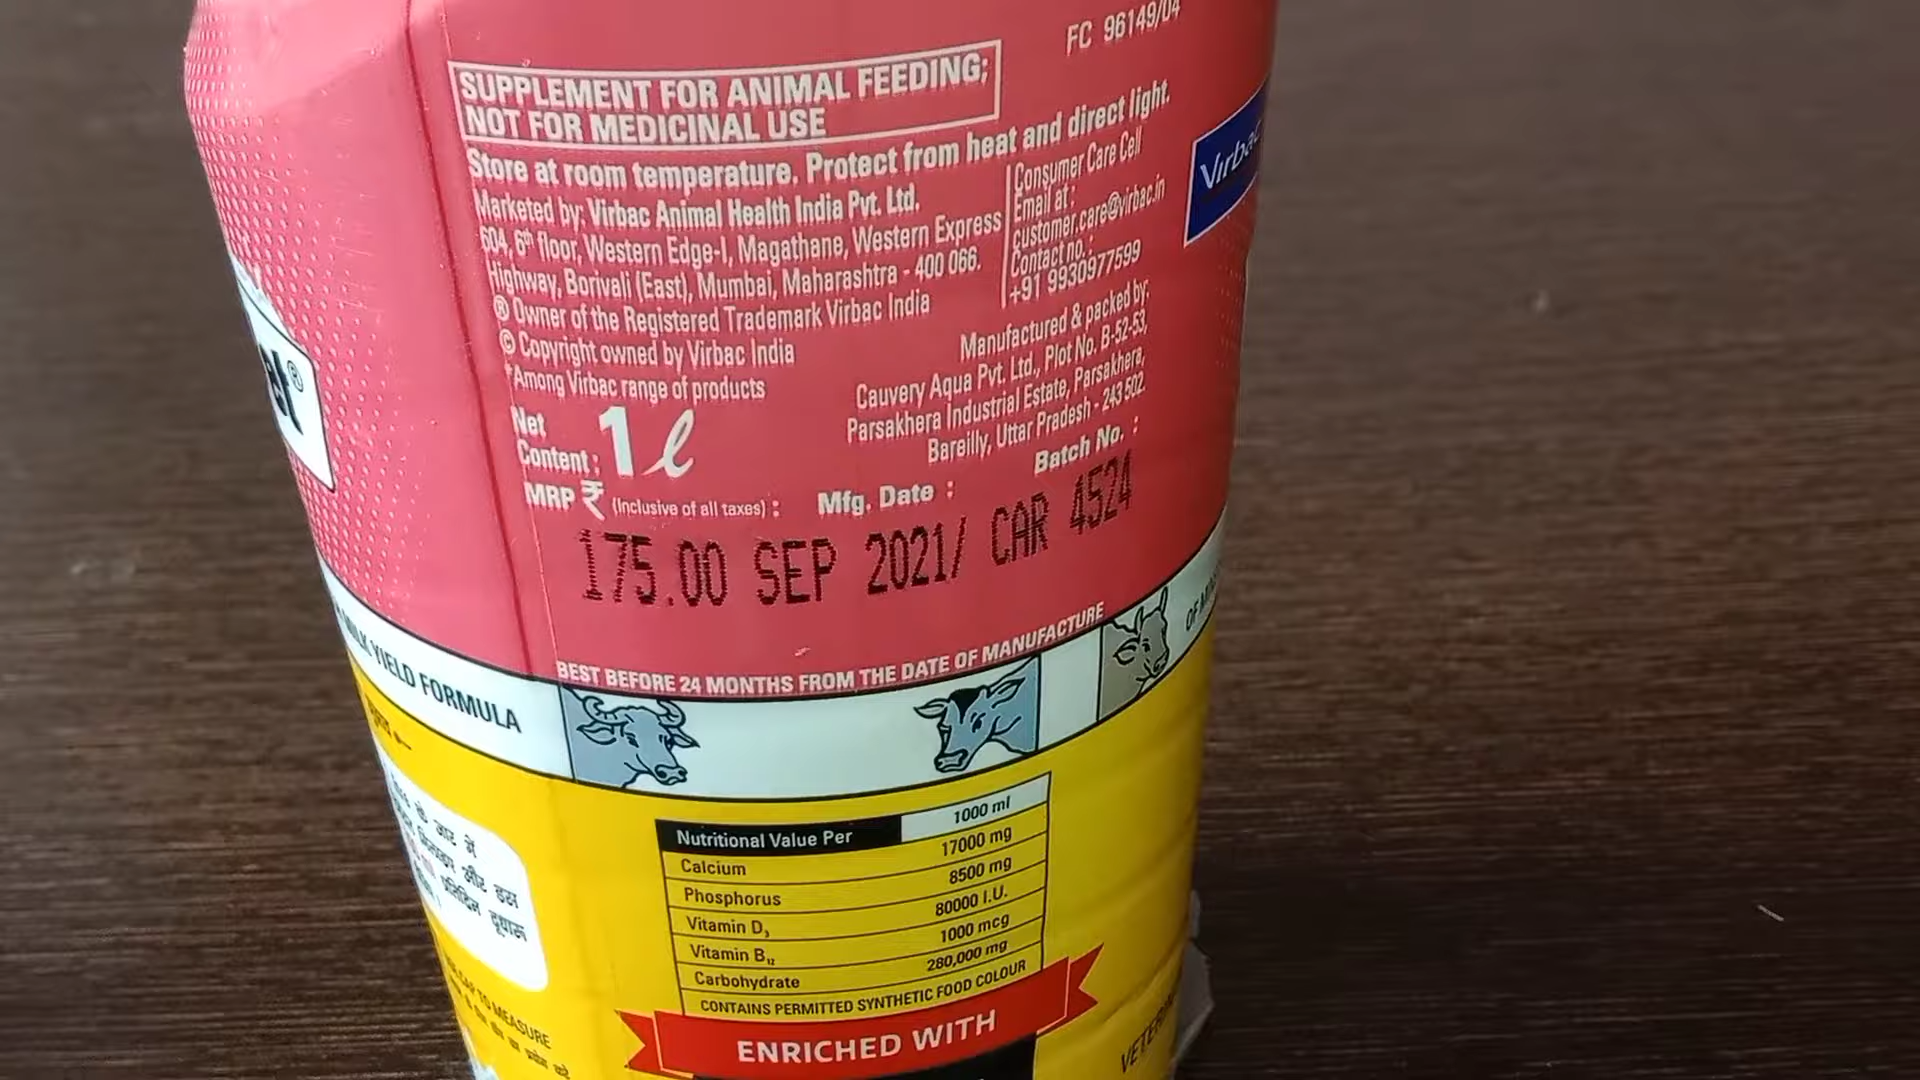 FC 96149/04
SUPPLEMENT FOR ANIMAL FEEDING;
NOT FOR MEDICINAL USE
Store at room temperature. Protect from heat and direct light.
Marketed by: Virbac Animal Health India Pvt. Ltd.
604, 6th floor, Western Edge-I, Magathane, Western Express
Highway, Borivali (East), Mumbai, Maharashtra - 400 066.
® Owner of the Registered Trademark Virbac India
© Copyright owned by Virbac India
*Among Virbac range of products
Consumer Care Cell
Email at :
customer.care@virbac.in
Contact no.:
+91 9930977599
Virbac
Manufactured & packed by:
Cauvery Aqua Pvt. Ltd., Plot No. B-52-53,
Parsakhera Industrial Estate, Parsakhera,
Bareilly, Uttar Pradesh - 243 502.
Net
Content : 1 ℓ
MRP ₹ (Inclusive of all taxes) : Mfg. Date : Batch No. :
175.00 SEP 2021/ CAR 4524
BEST BEFORE 24 MONTHS FROM THE DATE OF MANUFACTURE
MILK YIELD FORMULA
Nutritional Value Per 1000 ml
Calcium 17000 mg
Phosphorus 8500 mg
Vitamin D3 80000 I.U.
Vitamin B12 1000 mcg
Carbohydrate 280,000 mg
CONTAINS PERMITTED SYNTHETIC FOOD COLOUR
ENRICHED WITH
के आहार में
और इस
प्रतिदिन दुधारू
CAP TO MEASURE